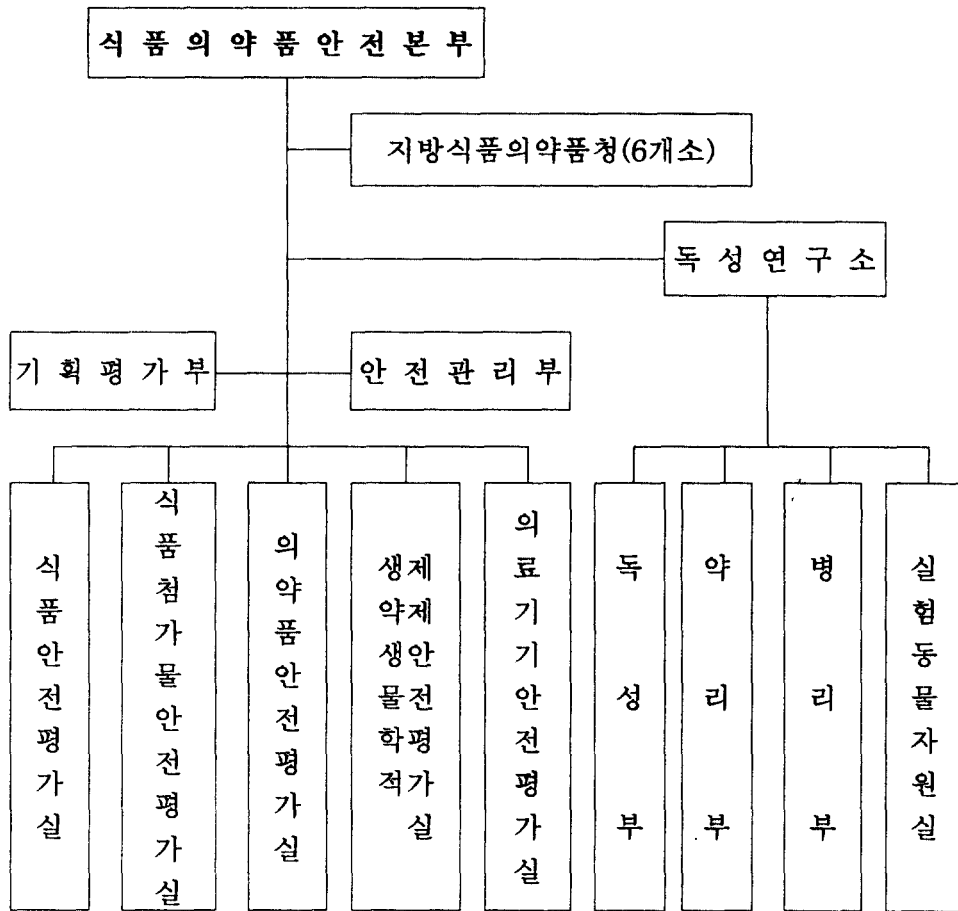 식품의약품안전본부
지방식품의약품청(6개소)
독성연구소
기획평가부
안전관리부
식품안전평가실
식품첨가물안전평가실
의약품안전평가실
생약생물학적
제제안전평가실
의료기기안전평가실
독성부
약리부
병리부
실험동물자원실